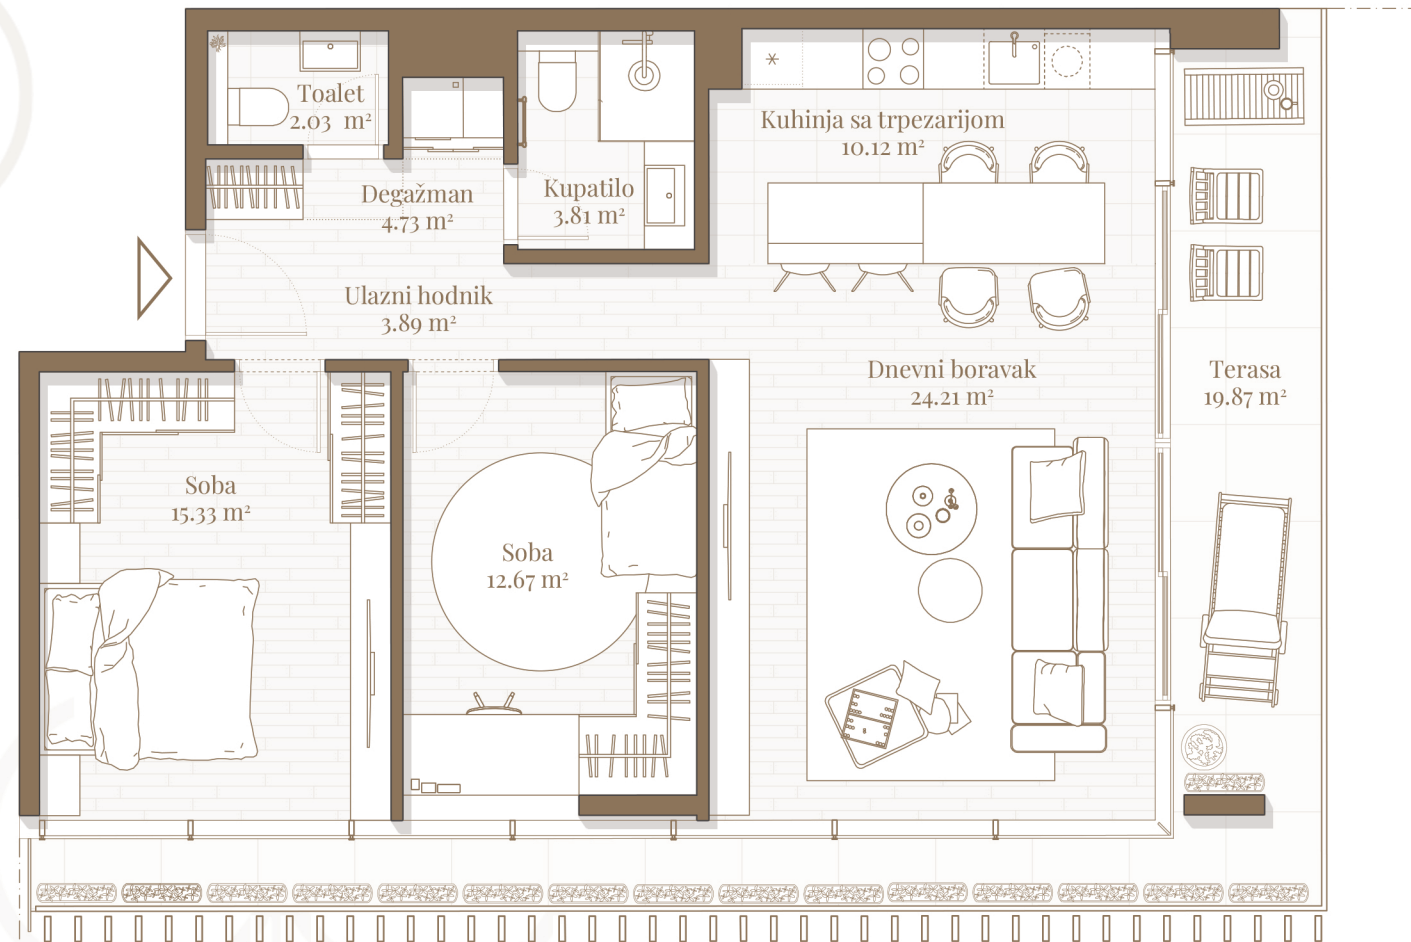 Toalet
2.03 m²
Kuhinja sa trpezarijom
10.12 m²
Degažman
4.73 m²
Kupatilo
3.81 m²
Ulazni hodnik
3.89 m²
Dnevni boravak
24.21 m²
Terasa
19.87 m²
Soba
15.33 m²
Soba
12.67 m²